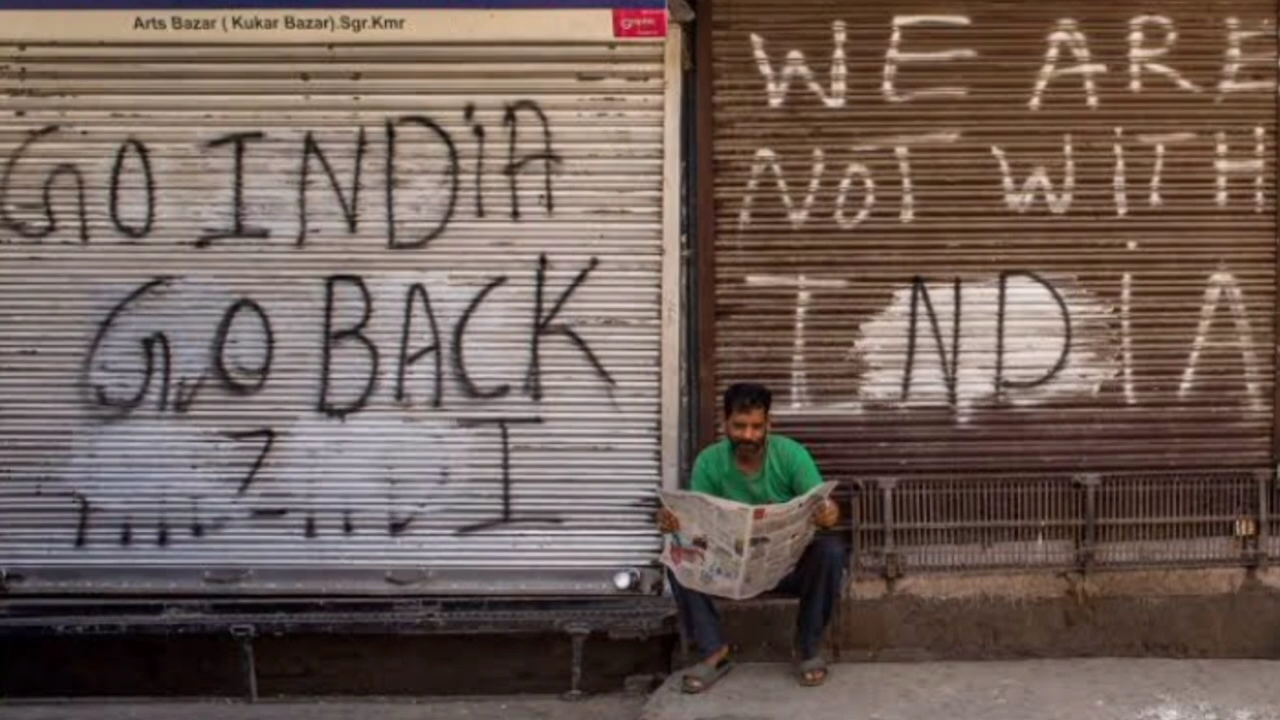 Arts Bazar ( Kukar Bazar).Sgr.Kmr
GO INDIA
GO BACK
I
WE ARE
NOT WITH
INDIA